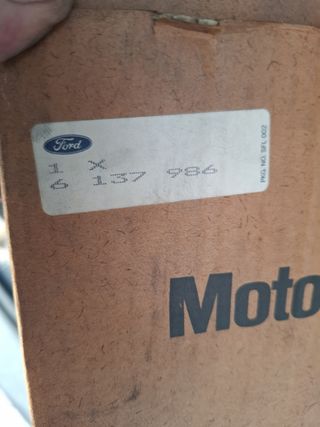 Ford
1 X
6 137 986
PKG. NO. SFL 002
Moto